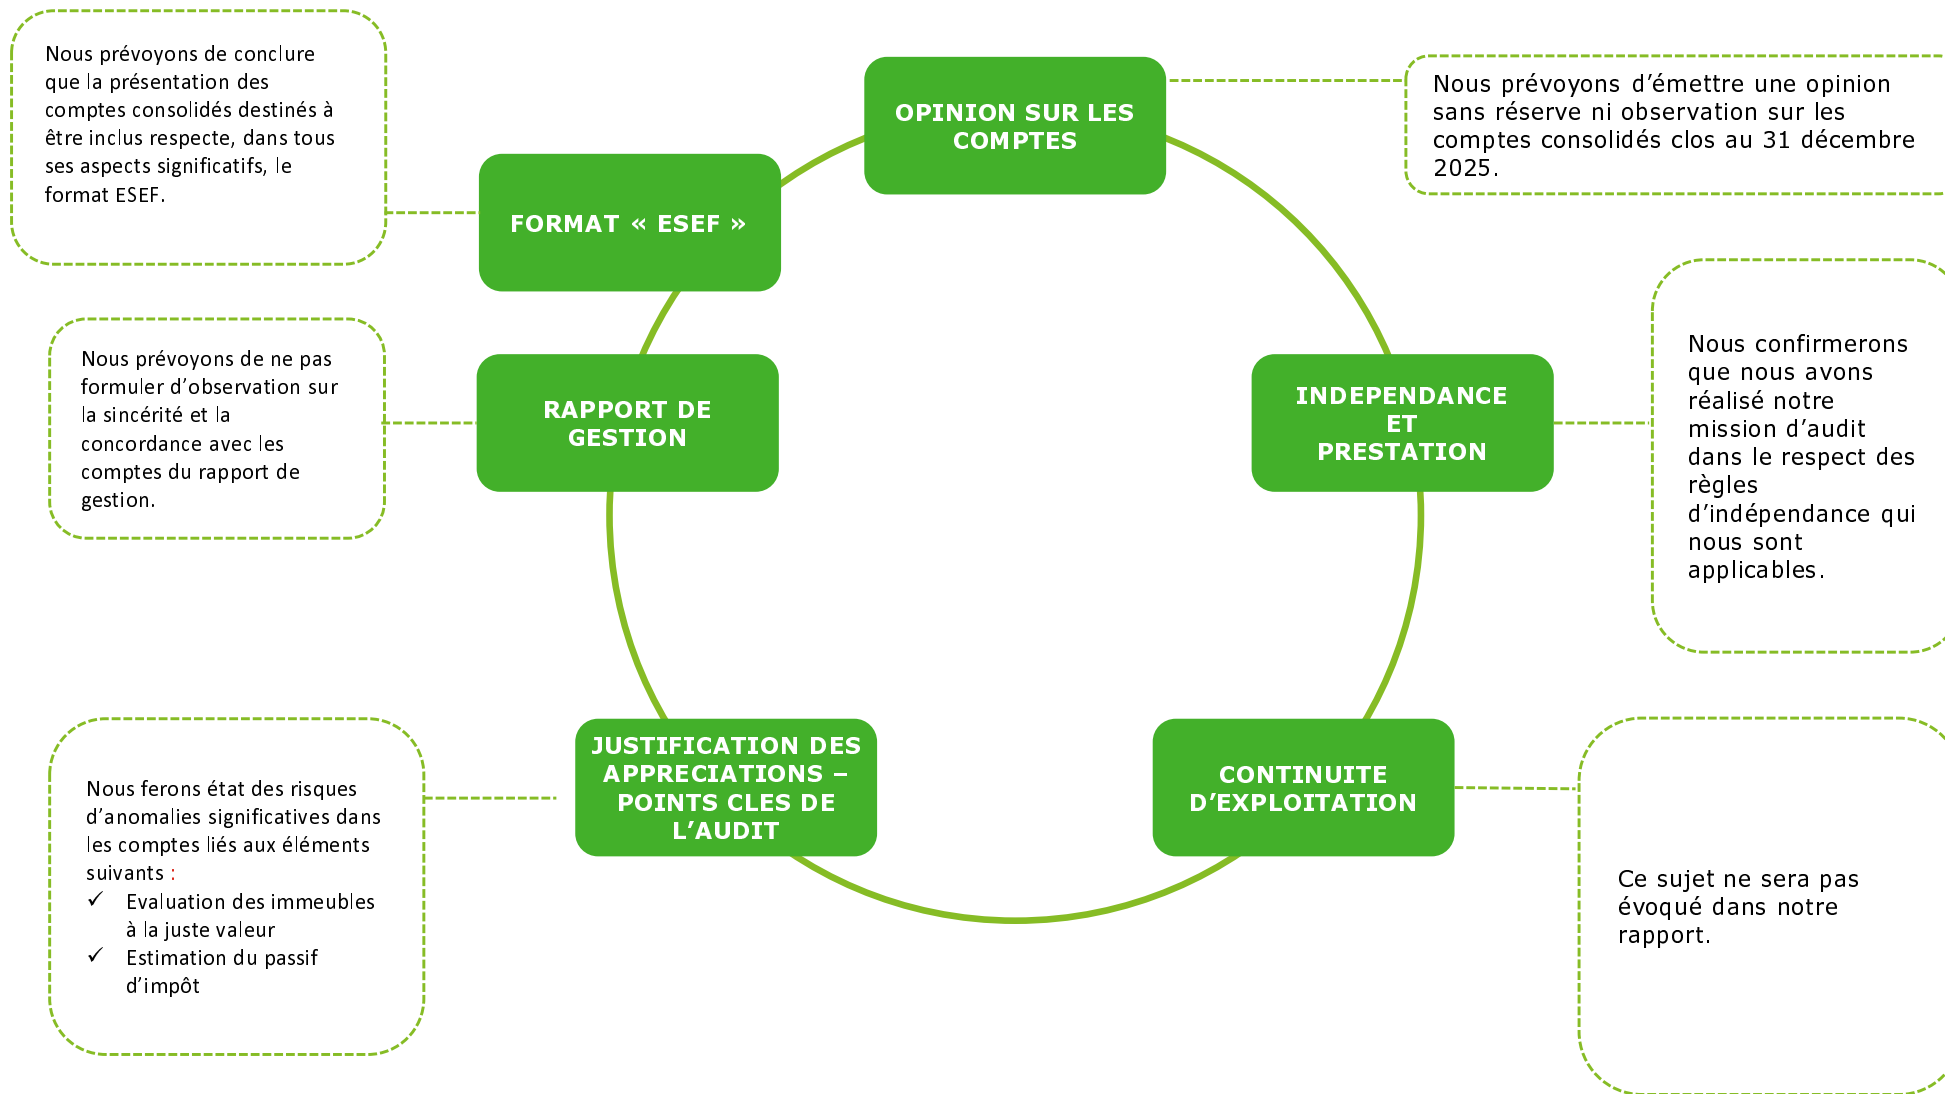 Nous prévoyons de conclure
que la présentation des
comptes consolidés destinés à
être inclus respecte, dans tous
ses aspects significatifs, le
format ESEF.
FORMAT « ESEF »
OPINION SUR LES
COMPTES
Nous prévoyons d’émettre une opinion
sans réserve ni observation sur les
comptes consolidés clos au 31 décembre
2025.
Nous prévoyons de ne pas
formuler d’observation sur
la sincérité et la
concordance avec les
comptes du rapport de
gestion.
RAPPORT DE
GESTION
INDEPENDANCE
ET
PRESTATION
Nous confirmerons
que nous avons
réalisé notre
mission d’audit
dans le respect des
règles
d’indépendance qui
nous sont
applicables.
Nous ferons état des risques
d’anomalies significatives dans
les comptes liés aux éléments
suivants :
✓ Evaluation des immeubles
à la juste valeur
✓ Estimation du passif
d’impôt
JUSTIFICATION DES
APPRECIATIONS –
POINTS CLES DE
L’AUDIT
CONTINUITE
D’EXPLOITATION
Ce sujet ne sera pas
évoqué dans notre
rapport.